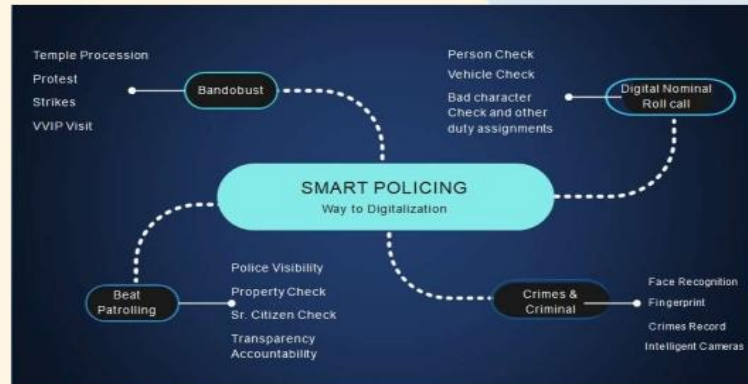 Temple Procession
Protest
Strikes
VVIP Visit
Bandobust
Person Check
Vehicle Check
Bad character
Check and other
duty assignments
Digital Nominal
Roll call
SMART POLICING
Way to Digitalization
Beat
Patrolling
Police Visibility
Property Check
Sr. Citizen Check
Transparency
Accountability
Crimes &
Criminal
Face Recognition
Fingerprint
Crimes Record
Intelligent Cameras